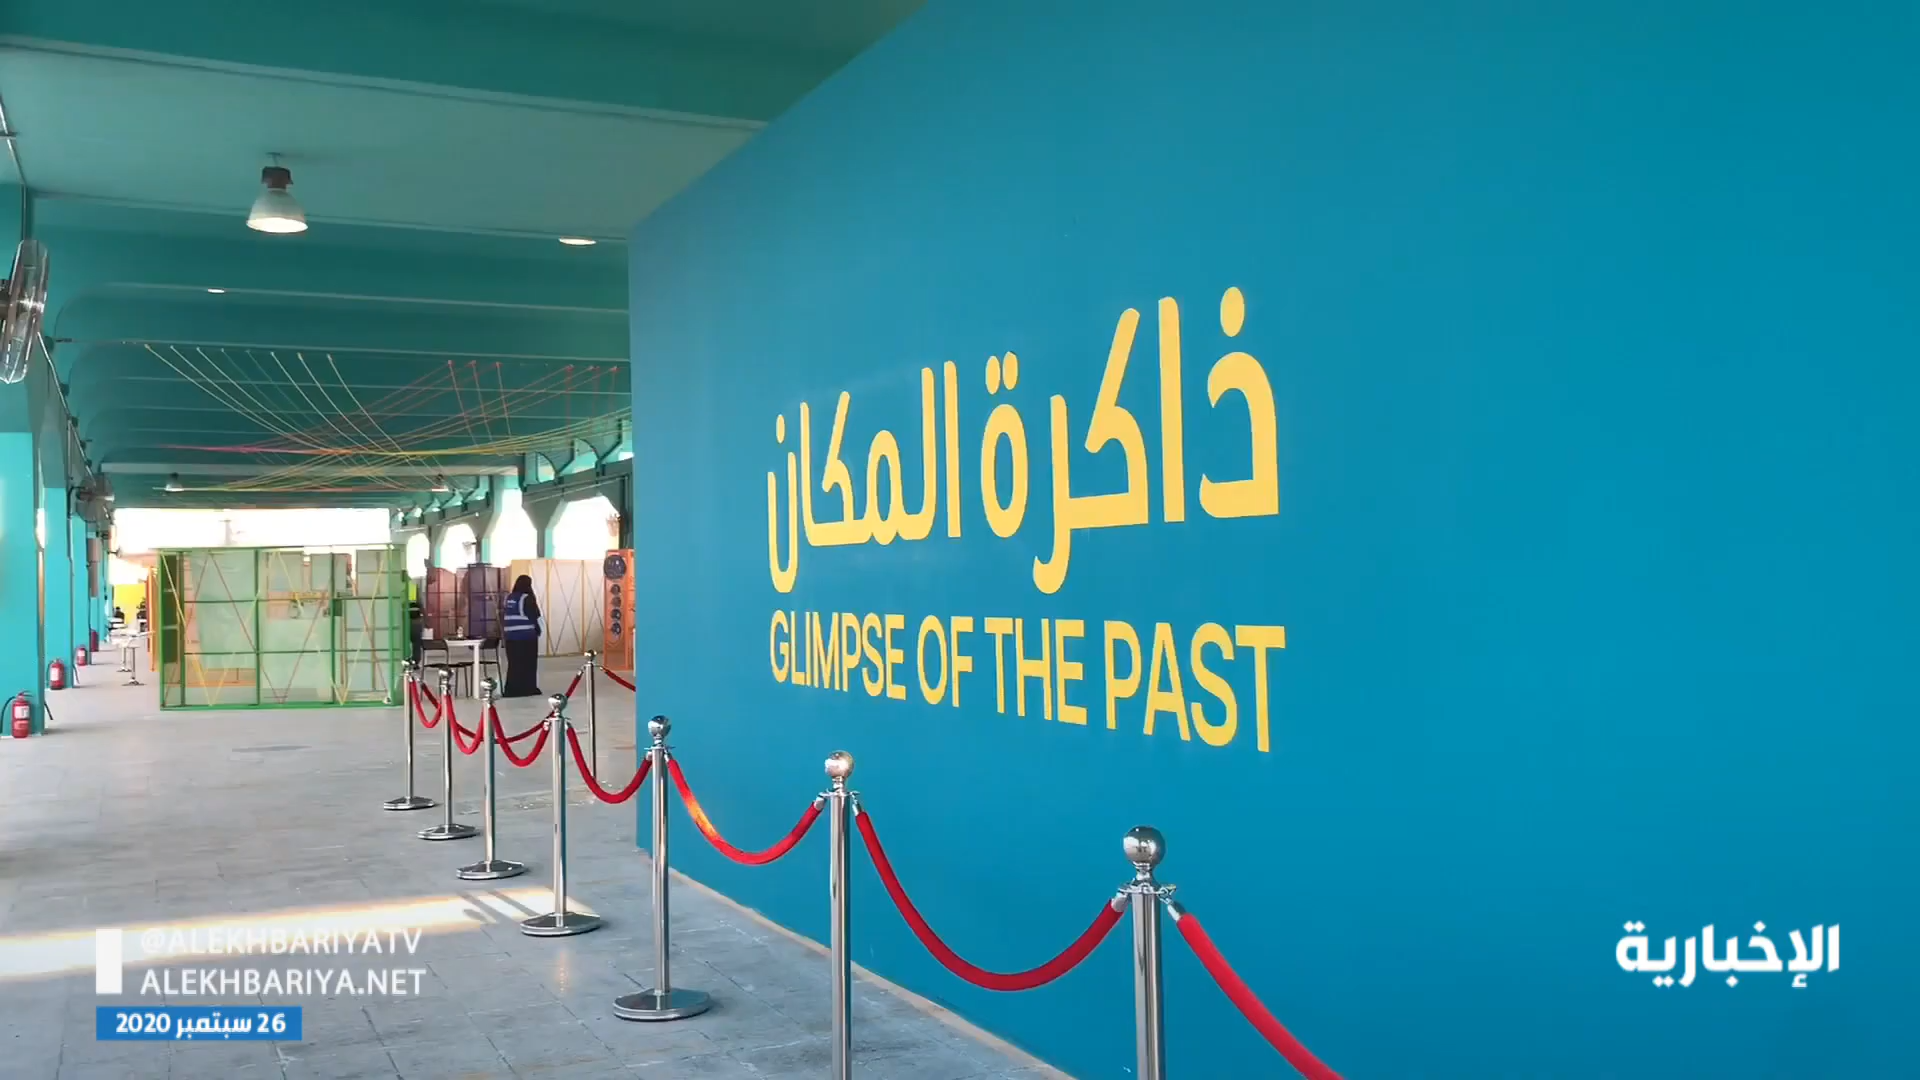 ذاكرة المكان
GLIMPSE OF THE PAST
@ALEKHBARIYATV
ALEKHBARIYA.NET
26 سبتمبر 2020
الإخبارية